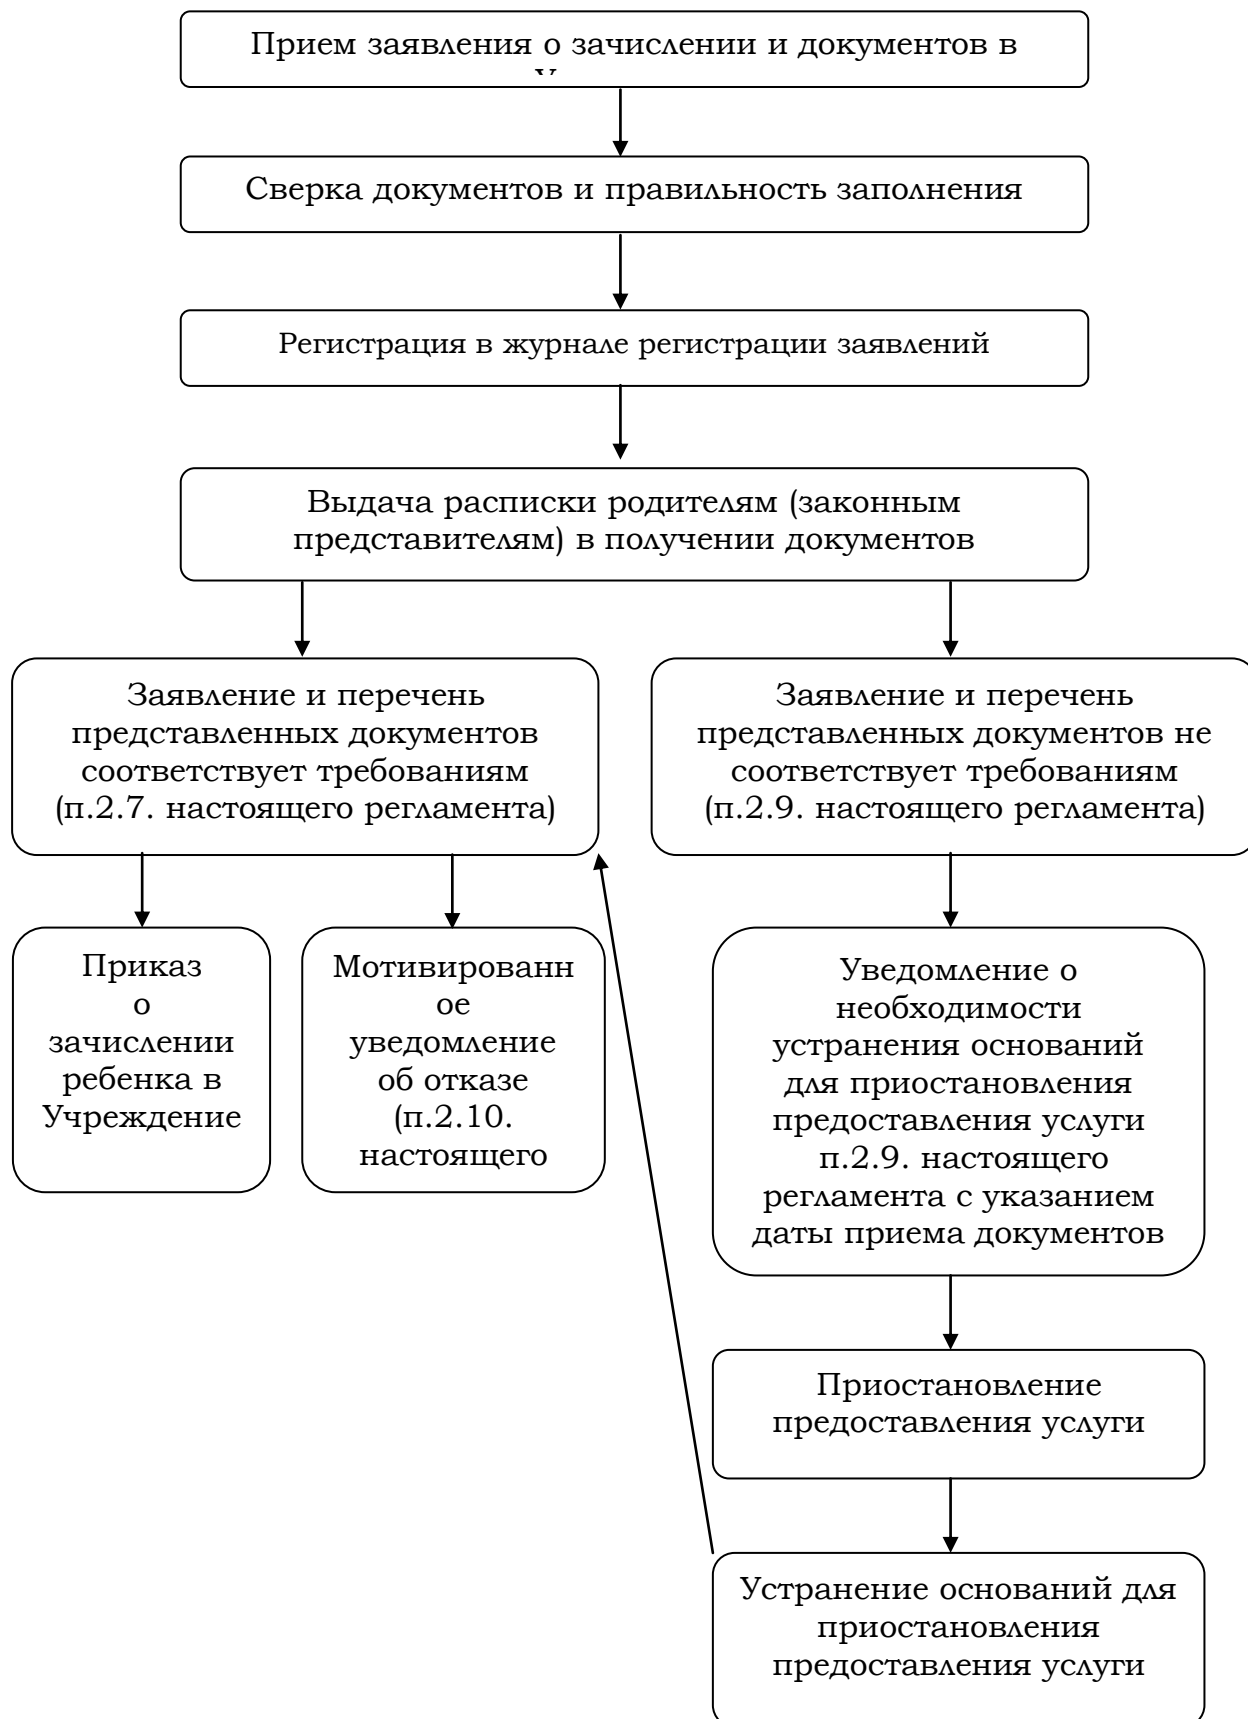 Прием заявления о зачислении и документов в
Сверка документов и правильность заполнения
Регистрация в журнале регистрации заявлений
Выдача расписки родителям (законным
представителям) в получении документов
Заявление и перечень
представленных документов
соответствует требованиям
(п.2.7. настоящего регламента)
Заявление и перечень
представленных документов не
соответствует требованиям
(п.2.9. настоящего регламента)
Приказ
о
зачислении
ребенка в
Учреждение
Мотивированн
ое
уведомление
об отказе
(п.2.10.
настоящего
Уведомление о
необходимости
устранения оснований
для приостановления
предоставления услуги
п.2.9. настоящего
регламента с указанием
даты приема документов
Приостановление
предоставления услуги
Устранение оснований для
приостановления
предоставления услуги